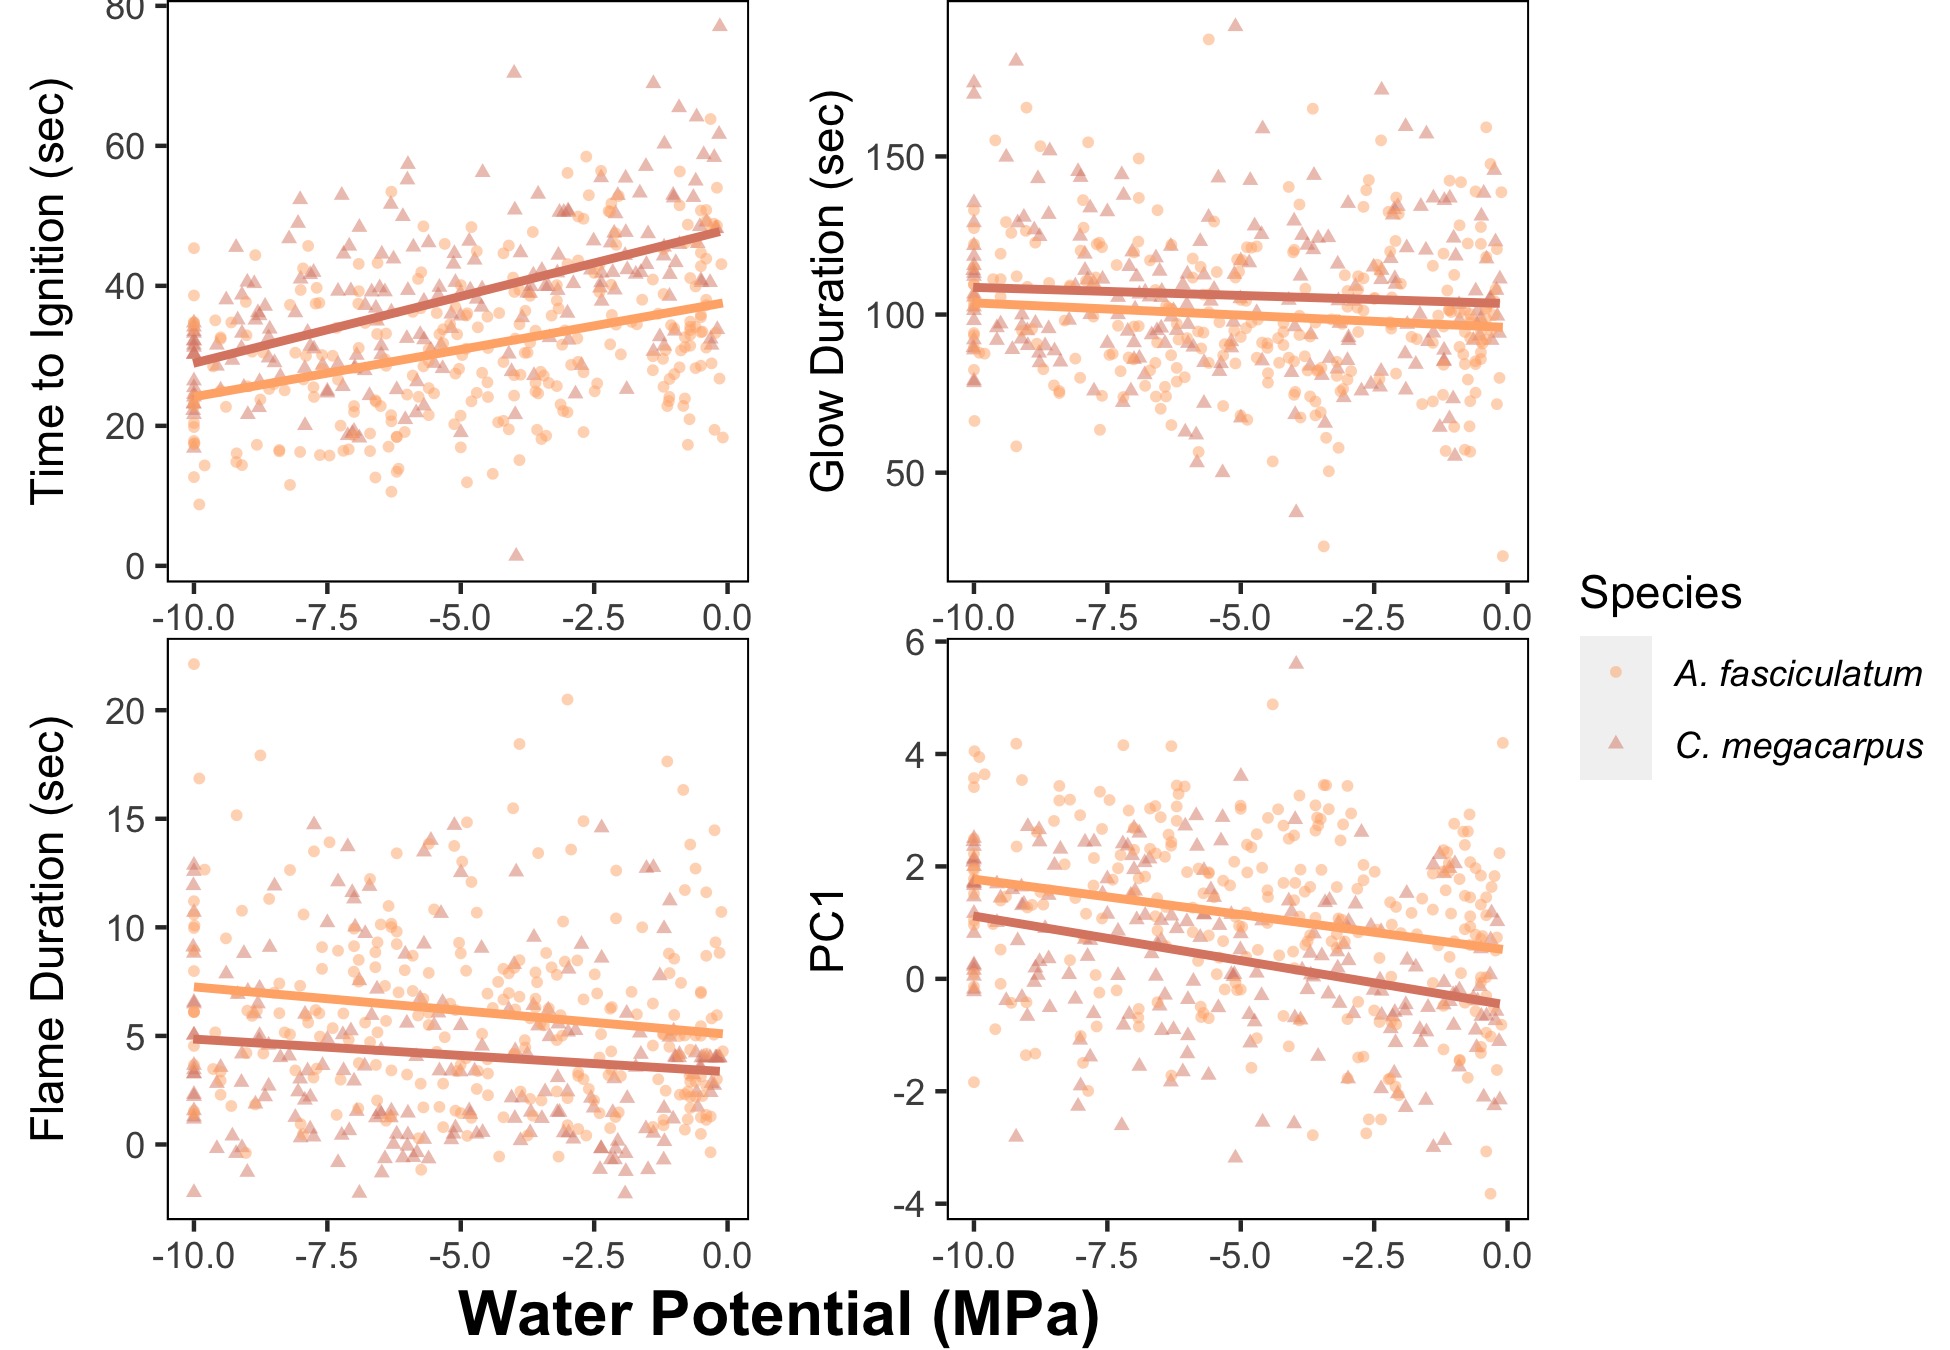 80
60
40
20
0
Time to Ignition (sec)
-10.0 -7.5 -5.0 -2.5 0.0
150
100
50
Glow Duration (sec)
-10.0 -7.5 -5.0 -2.5 0.0
20
15
10
5
0
Flame Duration (sec)
-10.0 -7.5 -5.0 -2.5 0.0
6
4
2
0
-2
-4
PC1
-10.0 -7.5 -5.0 -2.5 0.0
Water Potential (MPa)
Species
A. fasciculatum
C. megacarpus